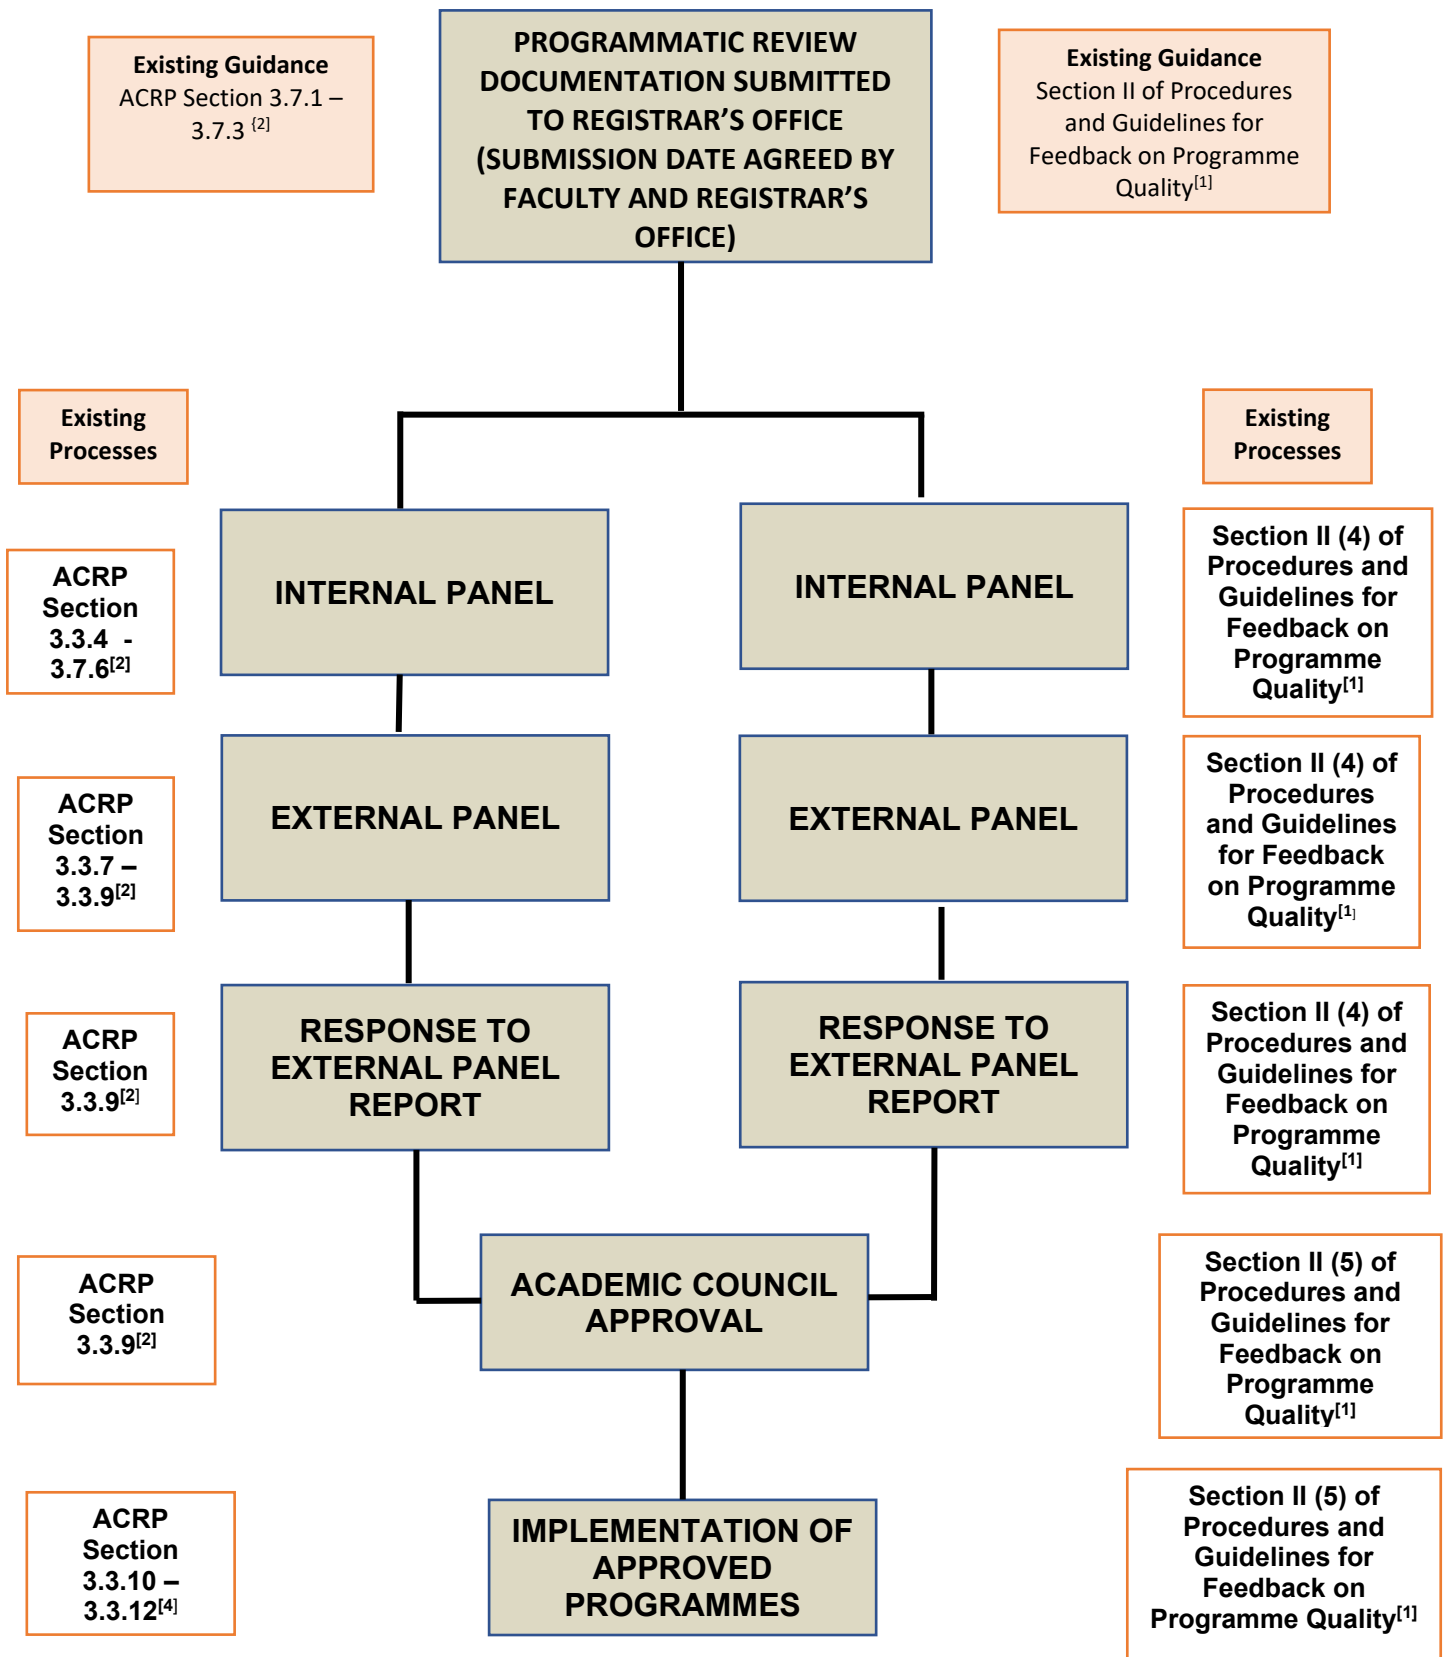 Existing Guidance
ACRP Section 3.7.1 –
3.7.3 {2]
PROGRAMMATIC REVIEW
DOCUMENTATION SUBMITTED
TO REGISTRAR’S OFFICE
(SUBMISSION DATE AGREED BY
FACULTY AND REGISTRAR’S
OFFICE)
Existing Guidance
Section II of Procedures
and Guidelines for
Feedback on Programme
Quality[1]
Existing
Processes
Existing
Processes
ACRP
Section
3.3.4 -
3.7.6[2]
INTERNAL PANEL
INTERNAL PANEL
Section II (4) of
Procedures and
Guidelines for
Feedback on
Programme
Quality[1]
ACRP
Section
3.3.7 –
3.3.9[2]
EXTERNAL PANEL
EXTERNAL PANEL
Section II (4) of
Procedures
and Guidelines
for Feedback
on Programme
Quality[1]
ACRP
Section
3.3.9[2]
RESPONSE TO
EXTERNAL PANEL
REPORT
RESPONSE TO
EXTERNAL PANEL
REPORT
Section II (4) of
Procedures and
Guidelines for
Feedback on
Programme
Quality[1]
ACRP
Section
3.3.9[2]
ACADEMIC COUNCIL
APPROVAL
Section II (5) of
Procedures and
Guidelines for
Feedback on
Programme
Quality[1]
ACRP
Section
3.3.10 –
3.3.12[4]
IMPLEMENTATION OF
APPROVED
PROGRAMMES
Section II (5) of
Procedures and
Guidelines for
Feedback on
Programme Quality[1]